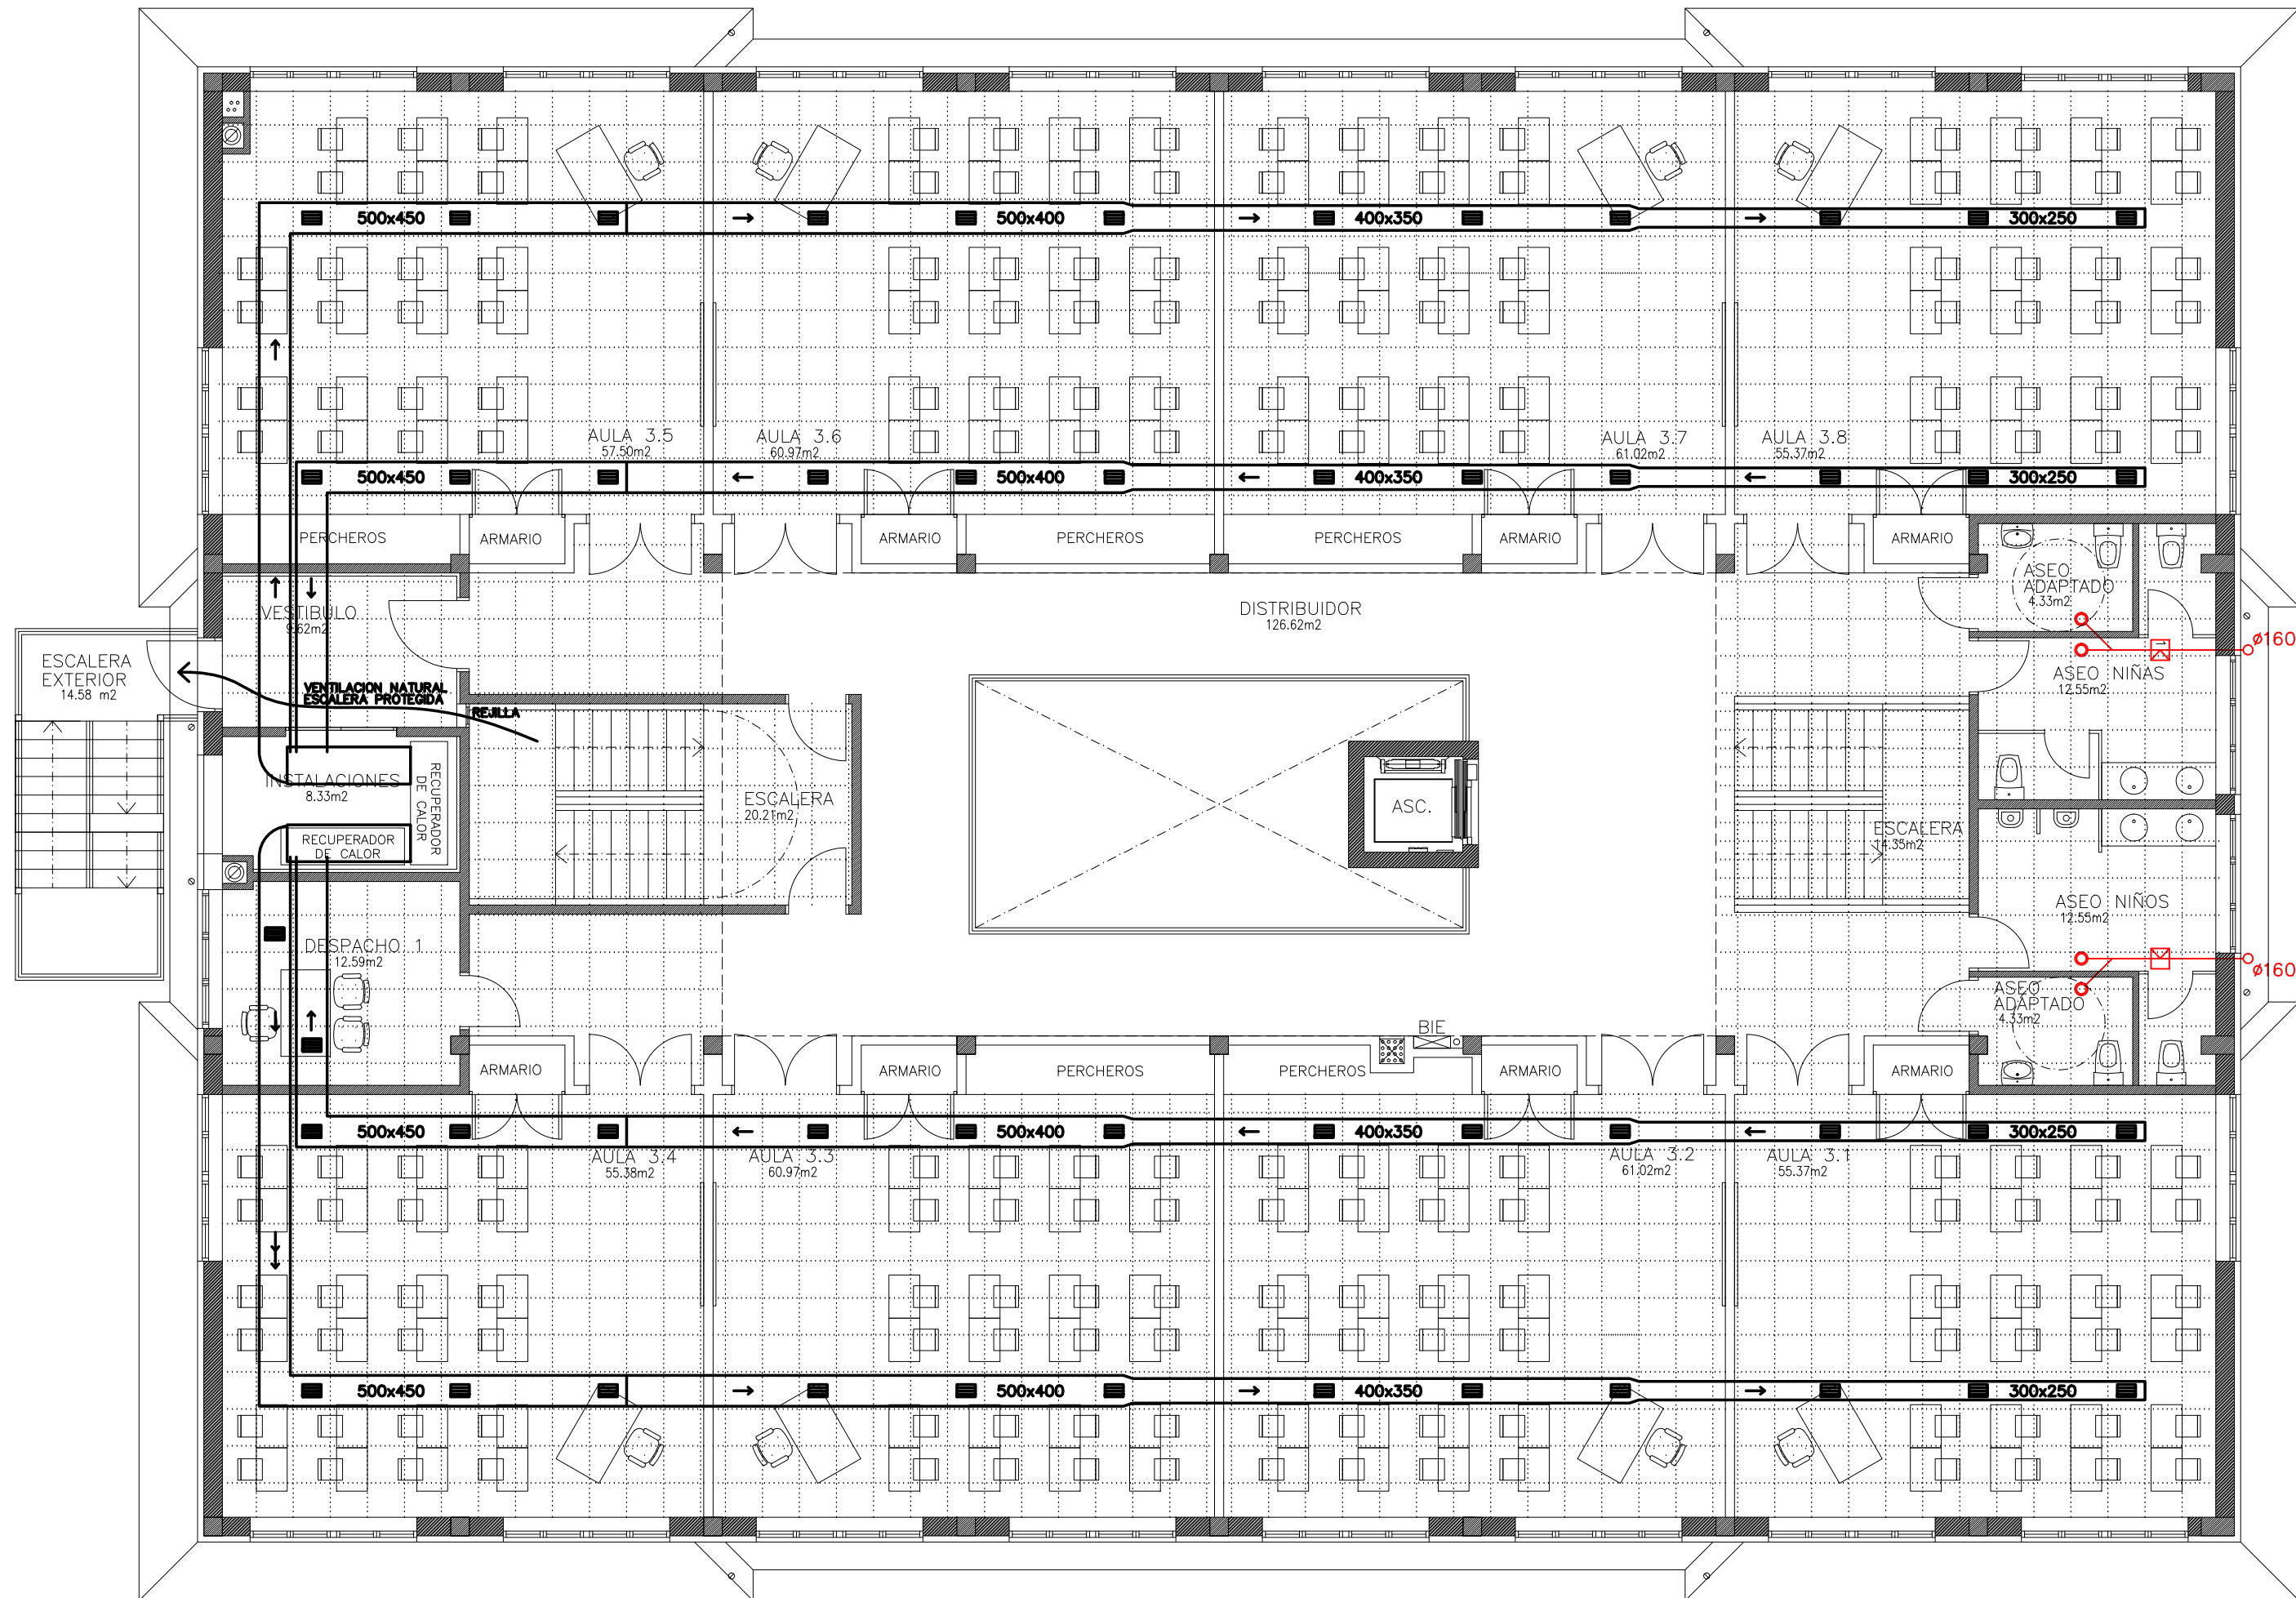 500x450
500x400
400x350
300x250
AULA 3.5
57.50m2
AULA 3.6
60.97m2
AULA 3.7
61.02m2
AULA 3.8
55.37m2
500x450
500x400
400x350
300x250
PERCHEROS
ARMARIO
ARMARIO
PERCHEROS
PERCHEROS
ARMARIO
ARMARIO
VESTIBULO
9.62m2
DISTRIBUIDOR
126.62m2
ASEO
ADAPTADO
4.33m2
ø160
ESCALERA
EXTERIOR
14.58 m2
VENTILACION NATURAL
ESCALERA PROTEGIDA
REJILLA
ASEO NIÑAS
12.55m2
INSTALACIONES
8.33m2
RECUPERADOR
DE CALOR
RECUPERADOR
DE CALOR
ESCALERA
20.21m2
ASC.
ESCALERA
14.35m2
ASEO NIÑOS
12.55m2
DESPACHO 1
12.59m2
ø160
ASEO
ADAPTADO
4.33m2
BIE
ARMARIO
ARMARIO
PERCHEROS
PERCHEROS
ARMARIO
ARMARIO
500x450
500x400
400x350
300x250
AULA 3.4
55.38m2
AULA 3.3
60.97m2
AULA 3.2
61.02m2
AULA 3.1
55.37m2
500x450
500x400
400x350
300x250